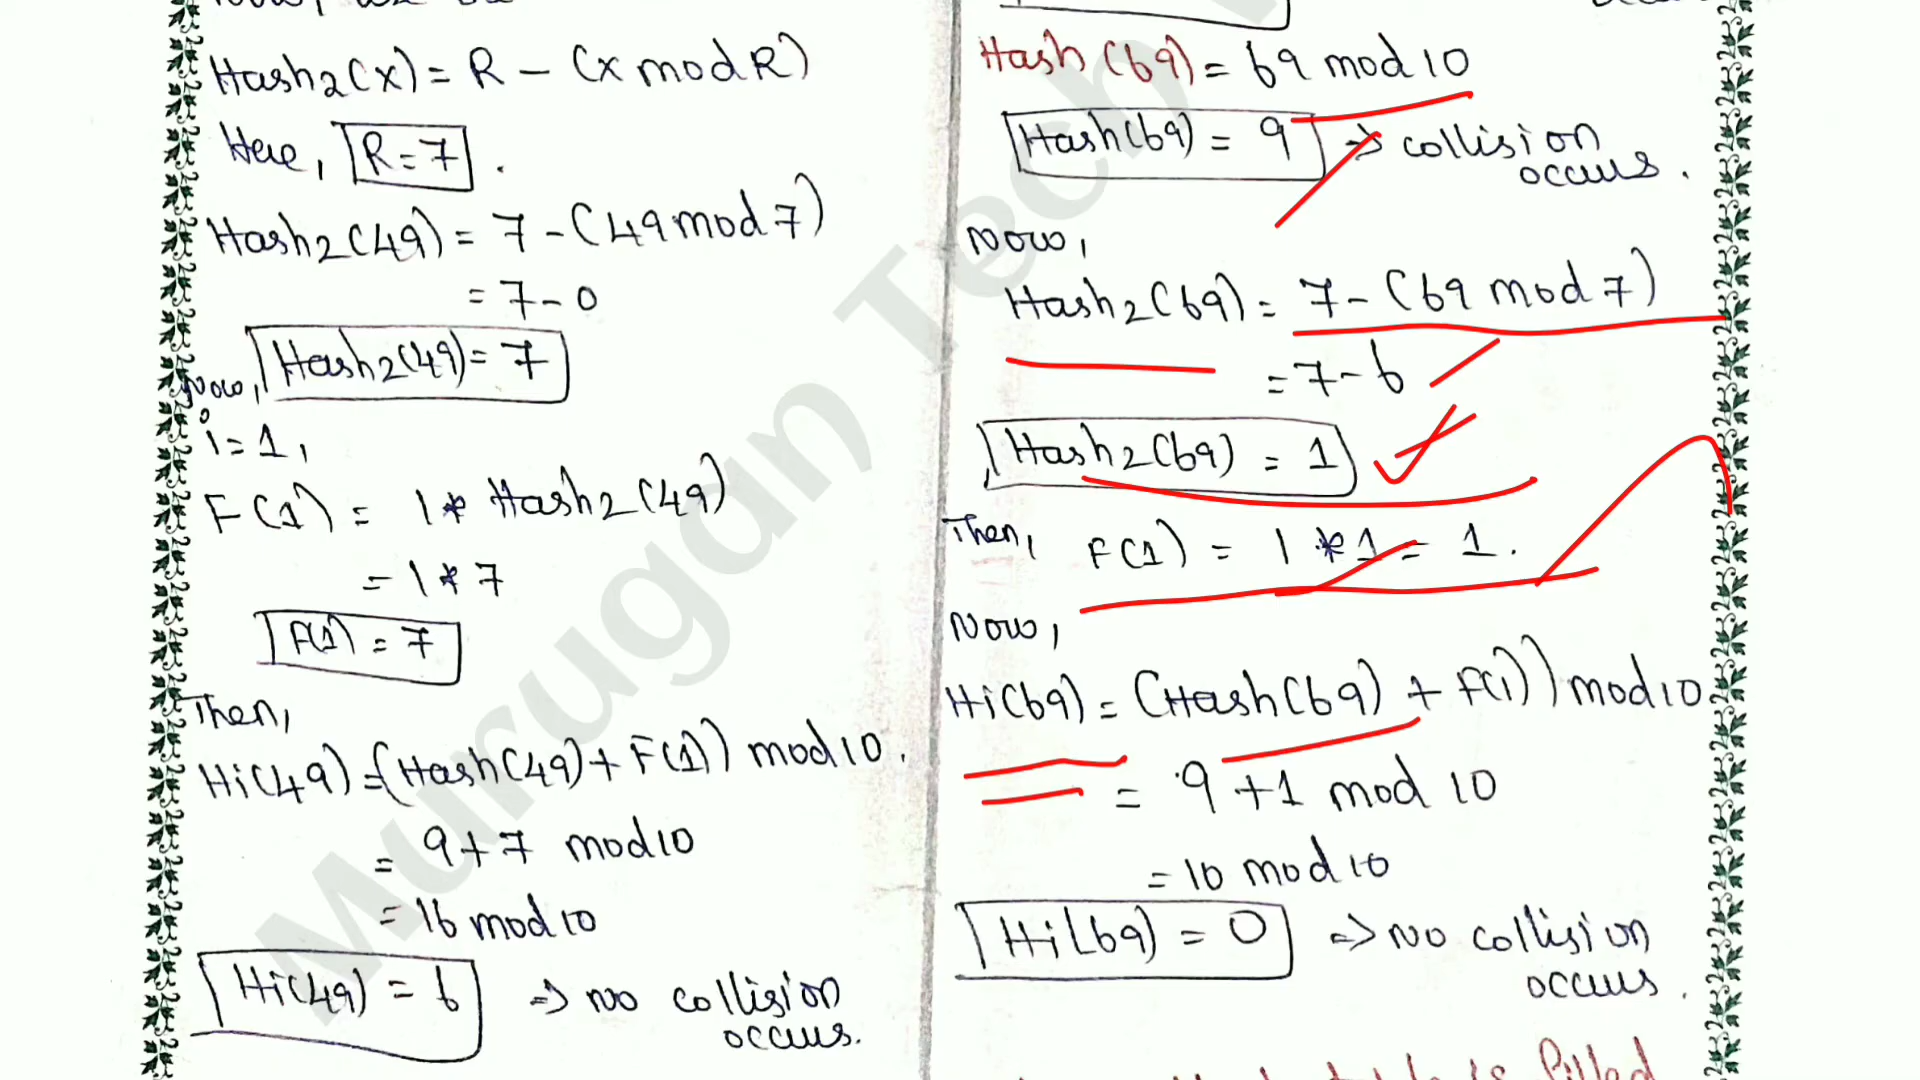 Hash2(x) = R - (x mod R)
Here, R = 7.
Hash2(49) = 7 - (49 mod 7)
= 7 - 0
Now, Hash2(49) = 7
i = 1,
F(1) = 1 * Hash2(49)
= 1 * 7
F(1) = 7
Then,
Hi(49) = (Hash(49) + F(1)) mod 10.
= 9 + 7 mod 10
= 16 mod 10
Hi(49) = 6 => No collision
occurs.
Hash (69) = 69 mod 10
Hash(69) = 9 => collision
occurs.
Now,
Hash2(69) = 7 - (69 mod 7)
= 7 - 6
Hash2(69) = 1
Then, F(1) = 1 * 1 = 1.
Now,
Hi(69) = (Hash(69) + F(i)) mod 10
= 9 + 1 mod 10
= 10 mod 10
Hi(69) = 0 => No collision
occurs.
is filled
Murugan Tech